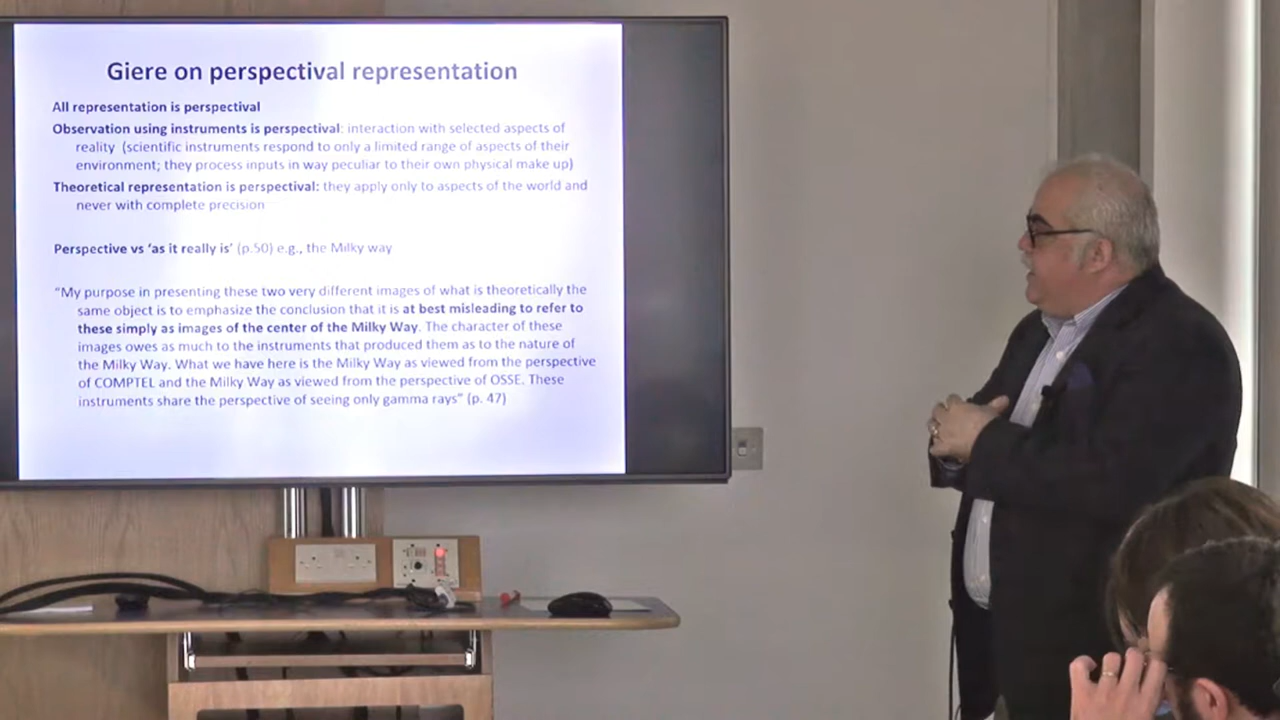 Giere on perspectival representation
All representation is perspectival
Observation using instruments is perspectival: interaction with selected aspects of
reality (scientific instruments respond to only a limited range of aspects of their
environment; they process inputs in way peculiar to their own physical make up)
Theoretical representation is perspectival: they apply only to aspects of the world and
never with complete precision
Perspective vs ‘as it really is’ (p.50) e.g., the Milky way
“My purpose in presenting these two very different images of what is theoretically the
same object is to emphasize the conclusion that it is at best misleading to refer to
these simply as images of the center of the Milky Way. The character of these
images owes as much to the instruments that produced them as to the nature of
the Milky Way. What we have here is the Milky Way as viewed from the perspective
of COMPTEL and the Milky Way as viewed from the perspective of OSSE. These
instruments share the perspective of seeing only gamma rays” (p. 47)